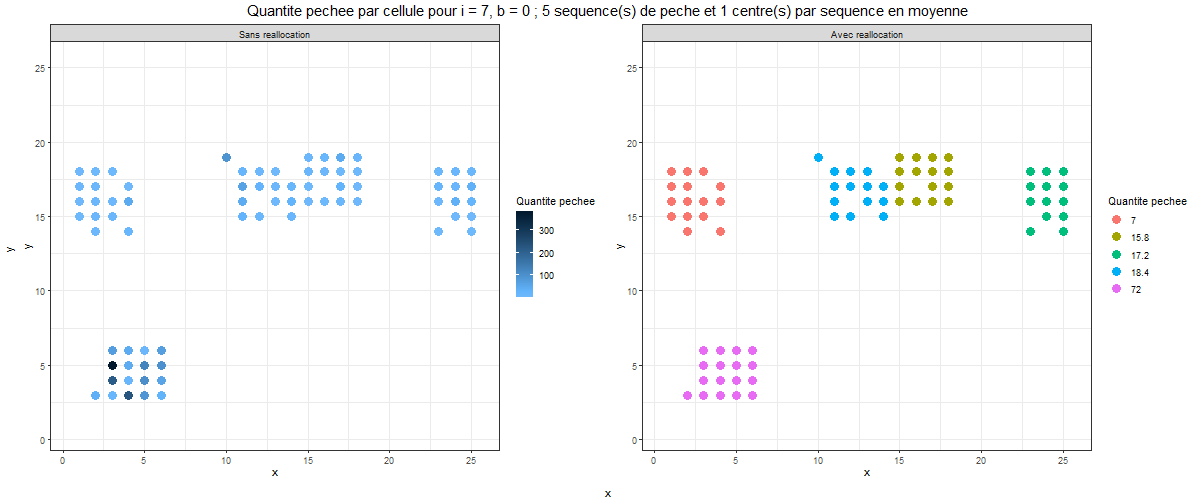 Quantite pechee par cellule pour i = 7, b = 0 ; 5 sequence(s) de peche et 1 centre(s) par sequence en moyenne
Sans reallocation
Avec reallocation
25
20
15
10
5
0
0
5
10
15
20
25
x
y
y
Quantite pechee
300
200
100
25
20
15
10
5
0
0
5
10
15
20
25
x
y
Quantite pechee
7
15.8
17.2
18.4
72
x